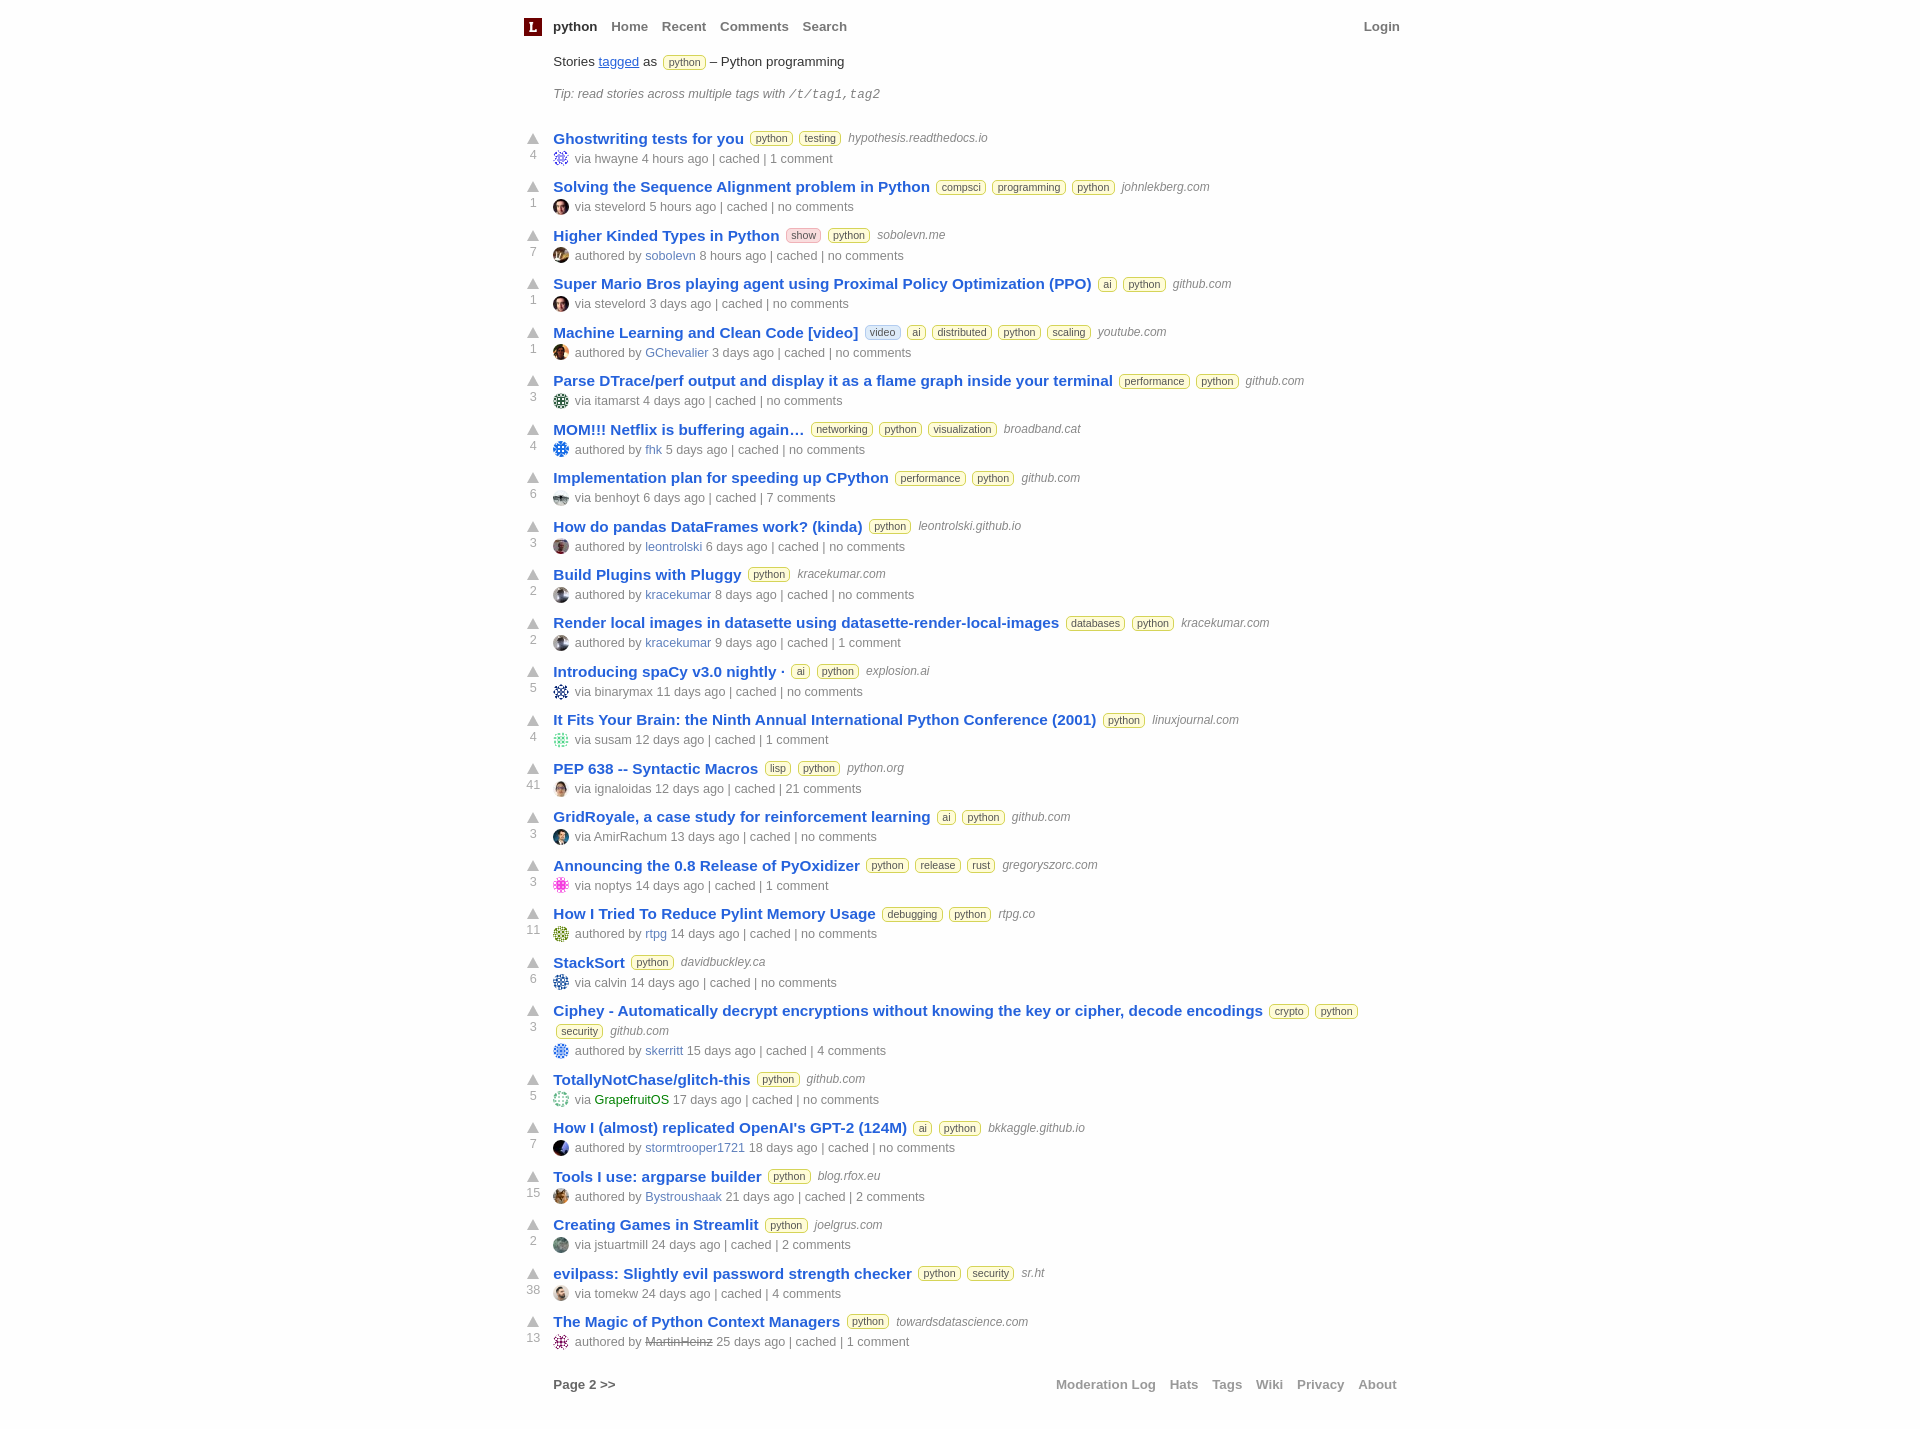 L python Home Recent Comments Search Login
Stories tagged as python – Python programming
Tip: read stories across multiple tags with /t/tag1,tag2
Ghostwriting tests for you python testing hypothesis.readthedocs.io
4 via hwayne 4 hours ago | cached | 1 comment
Solving the Sequence Alignment problem in Python compsci programming python johnlekberg.com
1 via stevelord 5 hours ago | cached | no comments
Higher Kinded Types in Python show python sobolevn.me
7 authored by sobolevn 8 hours ago | cached | no comments
Super Mario Bros playing agent using Proximal Policy Optimization (PPO) ai python github.com
1 via stevelord 3 days ago | cached | no comments
Machine Learning and Clean Code [video] video ai distributed python scaling youtube.com
1 authored by GChevalier 3 days ago | cached | no comments
Parse DTrace/perf output and display it as a flame graph inside your terminal performance python github.com
3 via itamarst 4 days ago | cached | no comments
MOM!!! Netflix is buffering again… networking python visualization broadband.cat
4 authored by fhk 5 days ago | cached | no comments
Implementation plan for speeding up CPython performance python github.com
6 via benhoyt 6 days ago | cached | 7 comments
How do pandas DataFrames work? (kinda) python leontrolski.github.io
3 authored by leontrolski 6 days ago | cached | no comments
Build Plugins with Pluggy python kracekumar.com
2 authored by kracekumar 8 days ago | cached | no comments
Render local images in datasette using datasette-render-local-images databases python kracekumar.com
2 authored by kracekumar 9 days ago | cached | 1 comment
Introducing spaCy v3.0 nightly · ai python explosion.ai
5 via binarymax 11 days ago | cached | no comments
It Fits Your Brain: the Ninth Annual International Python Conference (2001) python linuxjournal.com
4 via susam 12 days ago | cached | 1 comment
PEP 638 -- Syntactic Macros lisp python python.org
41 via ignaloidas 12 days ago | cached | 21 comments
GridRoyale, a case study for reinforcement learning ai python github.com
3 via AmirRachum 13 days ago | cached | no comments
Announcing the 0.8 Release of PyOxidizer python release rust gregoryszorc.com
3 via noptys 14 days ago | cached | 1 comment
How I Tried To Reduce Pylint Memory Usage debugging python rtpg.co
11 authored by rtpg 14 days ago | cached | no comments
StackSort python davidbuckley.ca
6 via calvin 14 days ago | cached | no comments
Ciphey - Automatically decrypt encryptions without knowing the key or cipher, decode encodings crypto python
3 security github.com
authored by skerritt 15 days ago | cached | 4 comments
TotallyNotChase/glitch-this python github.com
5 via GrapefruitOS 17 days ago | cached | no comments
How I (almost) replicated OpenAI's GPT-2 (124M) ai python bkkaggle.github.io
7 authored by stormtrooper1721 18 days ago | cached | no comments
Tools I use: argparse builder python blog.rfox.eu
15 authored by Bystroushaak 21 days ago | cached | 2 comments
Creating Games in Streamlit python joelgrus.com
2 via jstuartmill 24 days ago | cached | 2 comments
evilpass: Slightly evil password strength checker python security sr.ht
38 via tomekw 24 days ago | cached | 4 comments
The Magic of Python Context Managers python towardsdatascience.com
13 authored by MartinHeinz 25 days ago | cached | 1 comment
Page 2 >> Moderation Log Hats Tags Wiki Privacy About